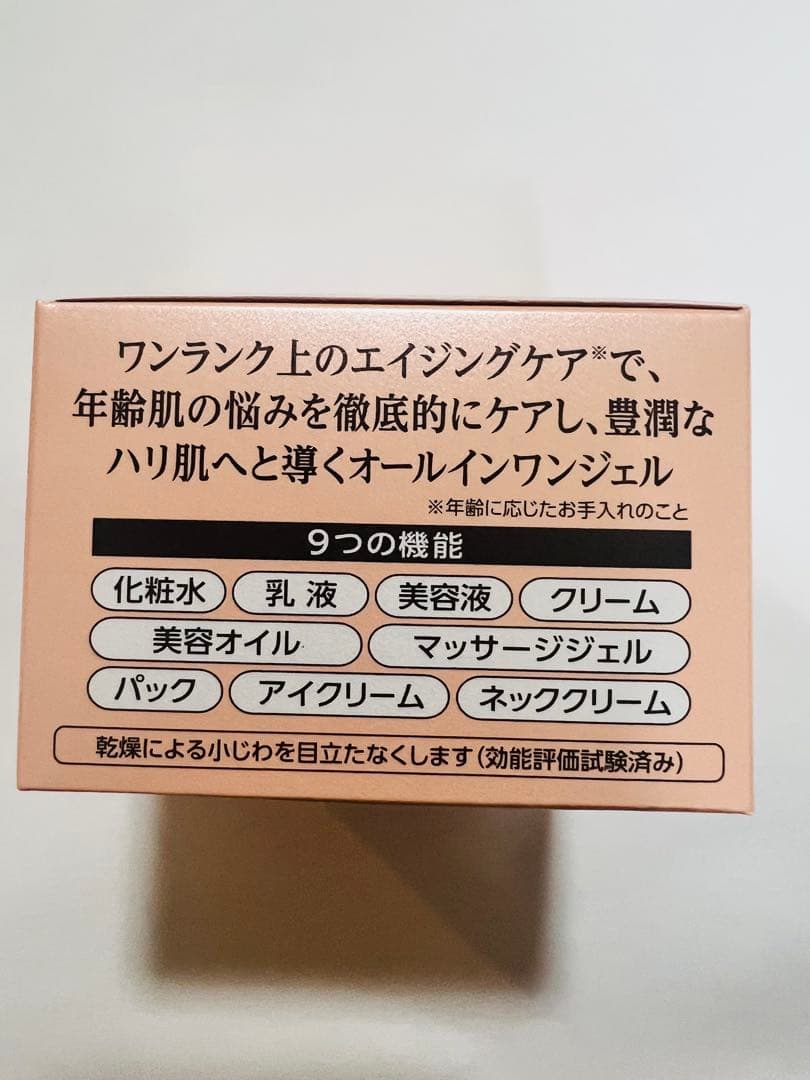 ワンランク上のエイジングケア※で、
年齢肌の悩みを徹底的にケアし、豊潤な
ハリ肌へと導くオールインワンジェル
※年齢に応じたお手入れのこと
9つの機能
化粧水 乳液 美容液 クリーム
美容オイル マッサージジェル
パック アイクリーム ネッククリーム
乾燥による小じわを目立たなくします(効能評価試験済み)